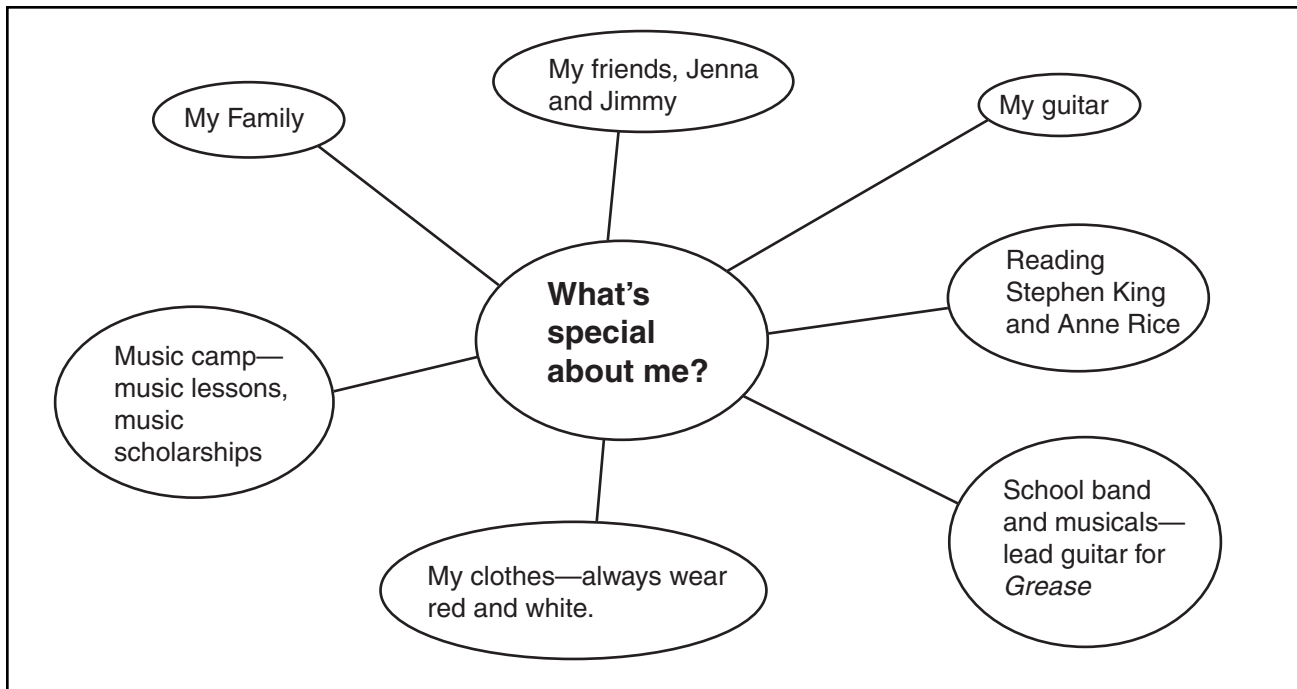 My friends, Jenna
and Jimmy
My Family
My guitar
What’s
special
about me?
Reading
Stephen King
and Anne Rice
Music camp—
music lessons,
music
scholarships
School band
and musicals—
lead guitar for
Grease
My clothes—always wear
red and white.